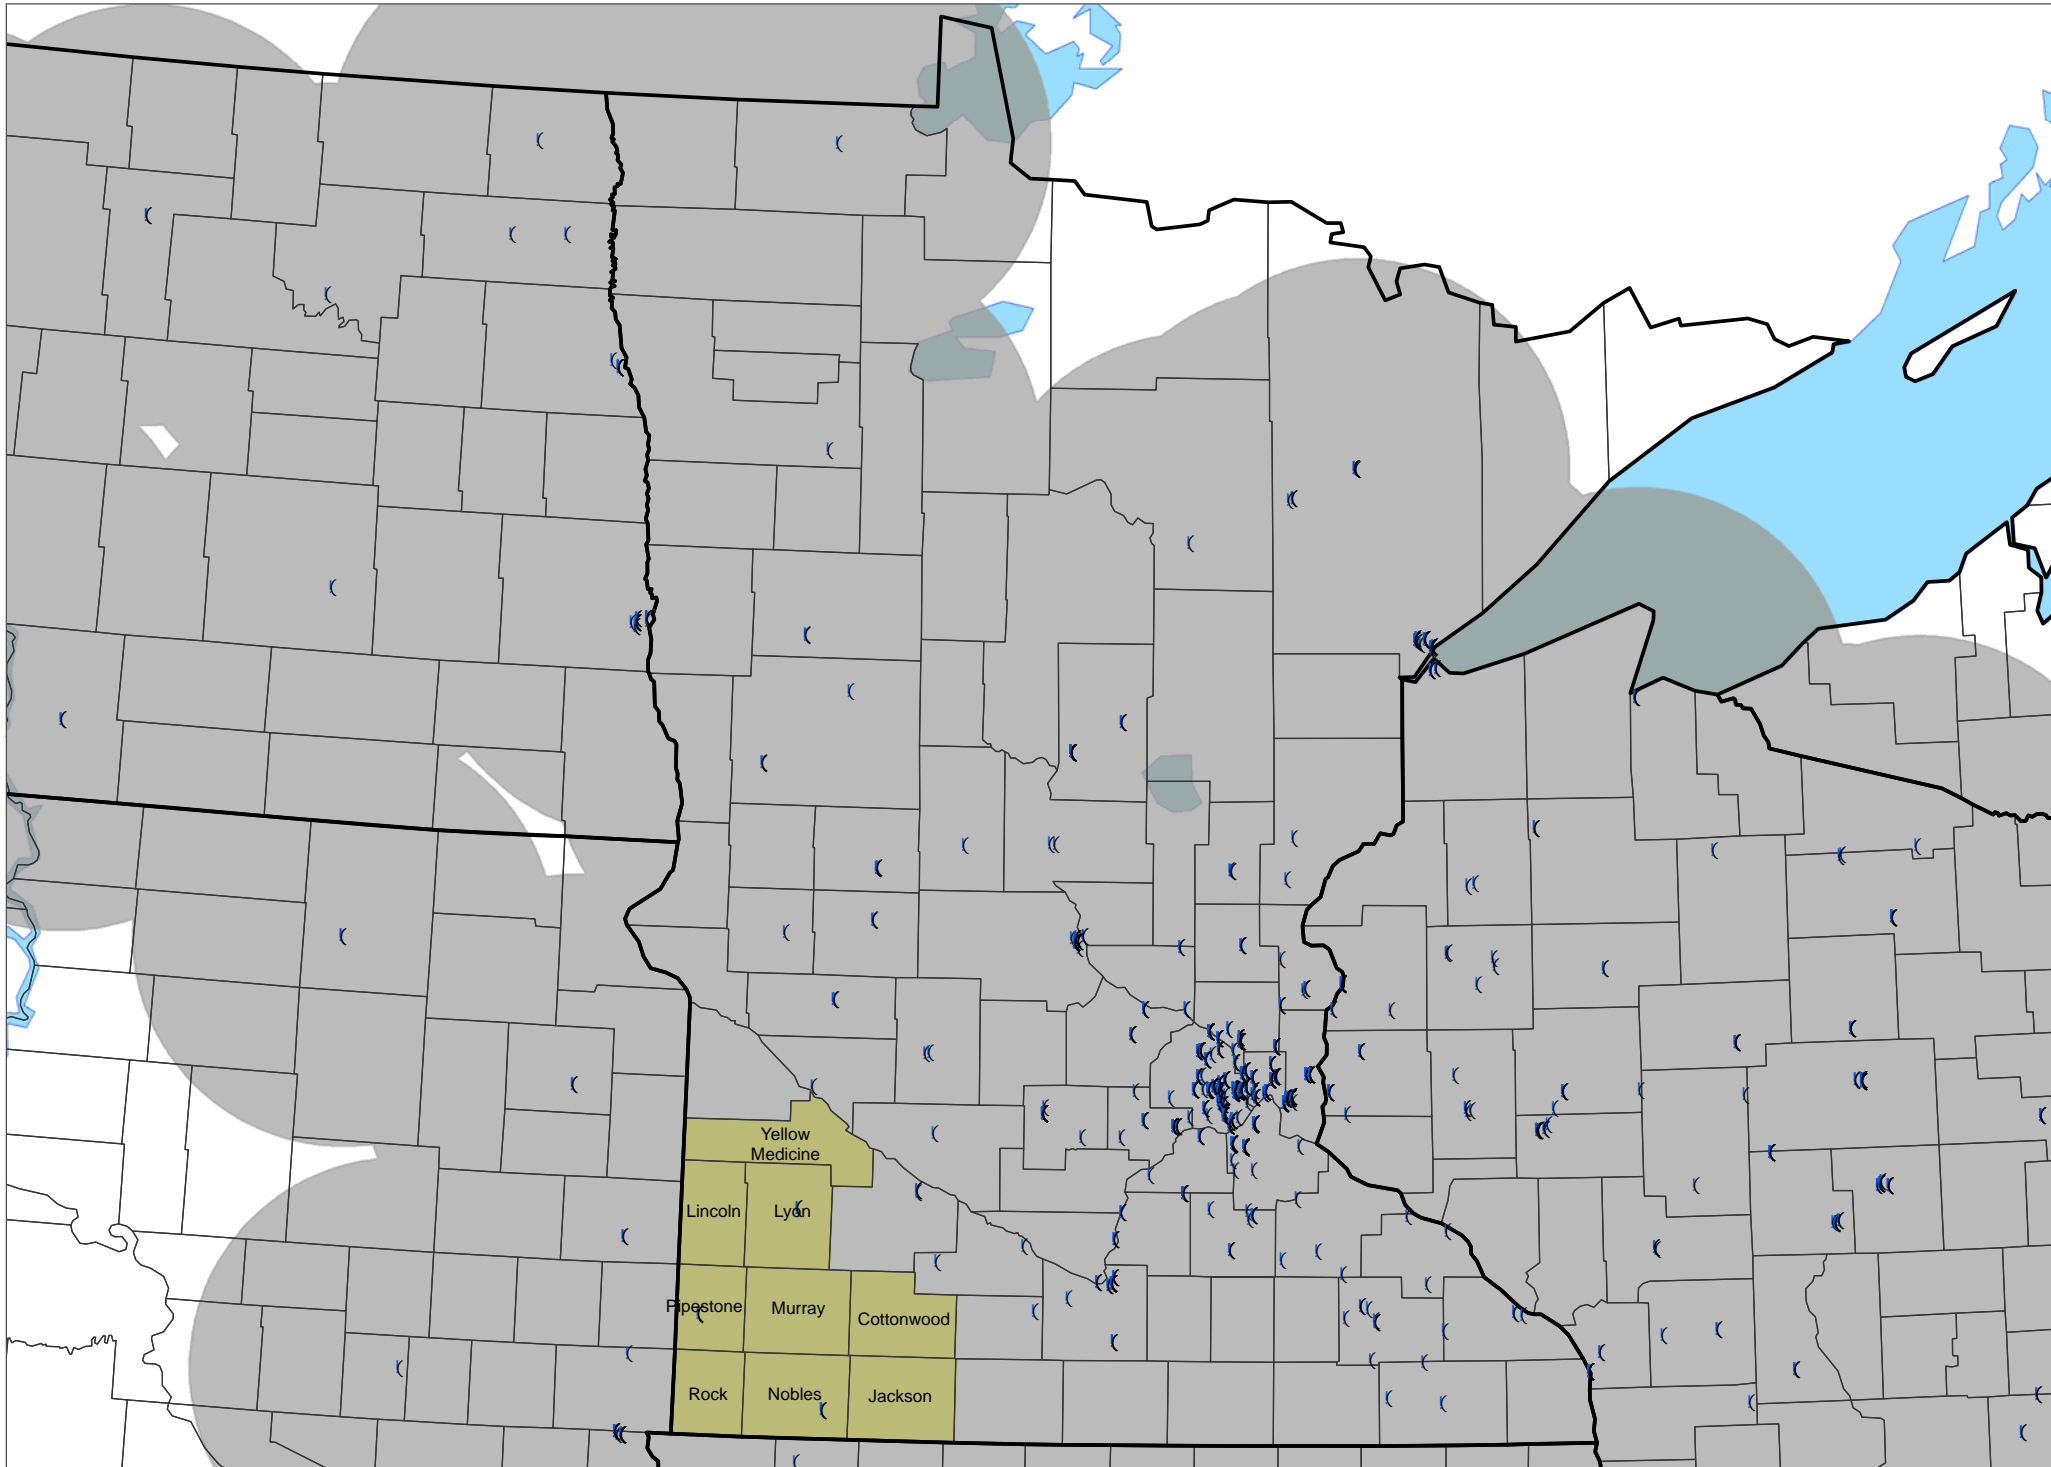 Yellow
Medicine
Lincoln
Lyon
Pipestone
Murray
Cottonwood
Rock
Nobles
Jackson